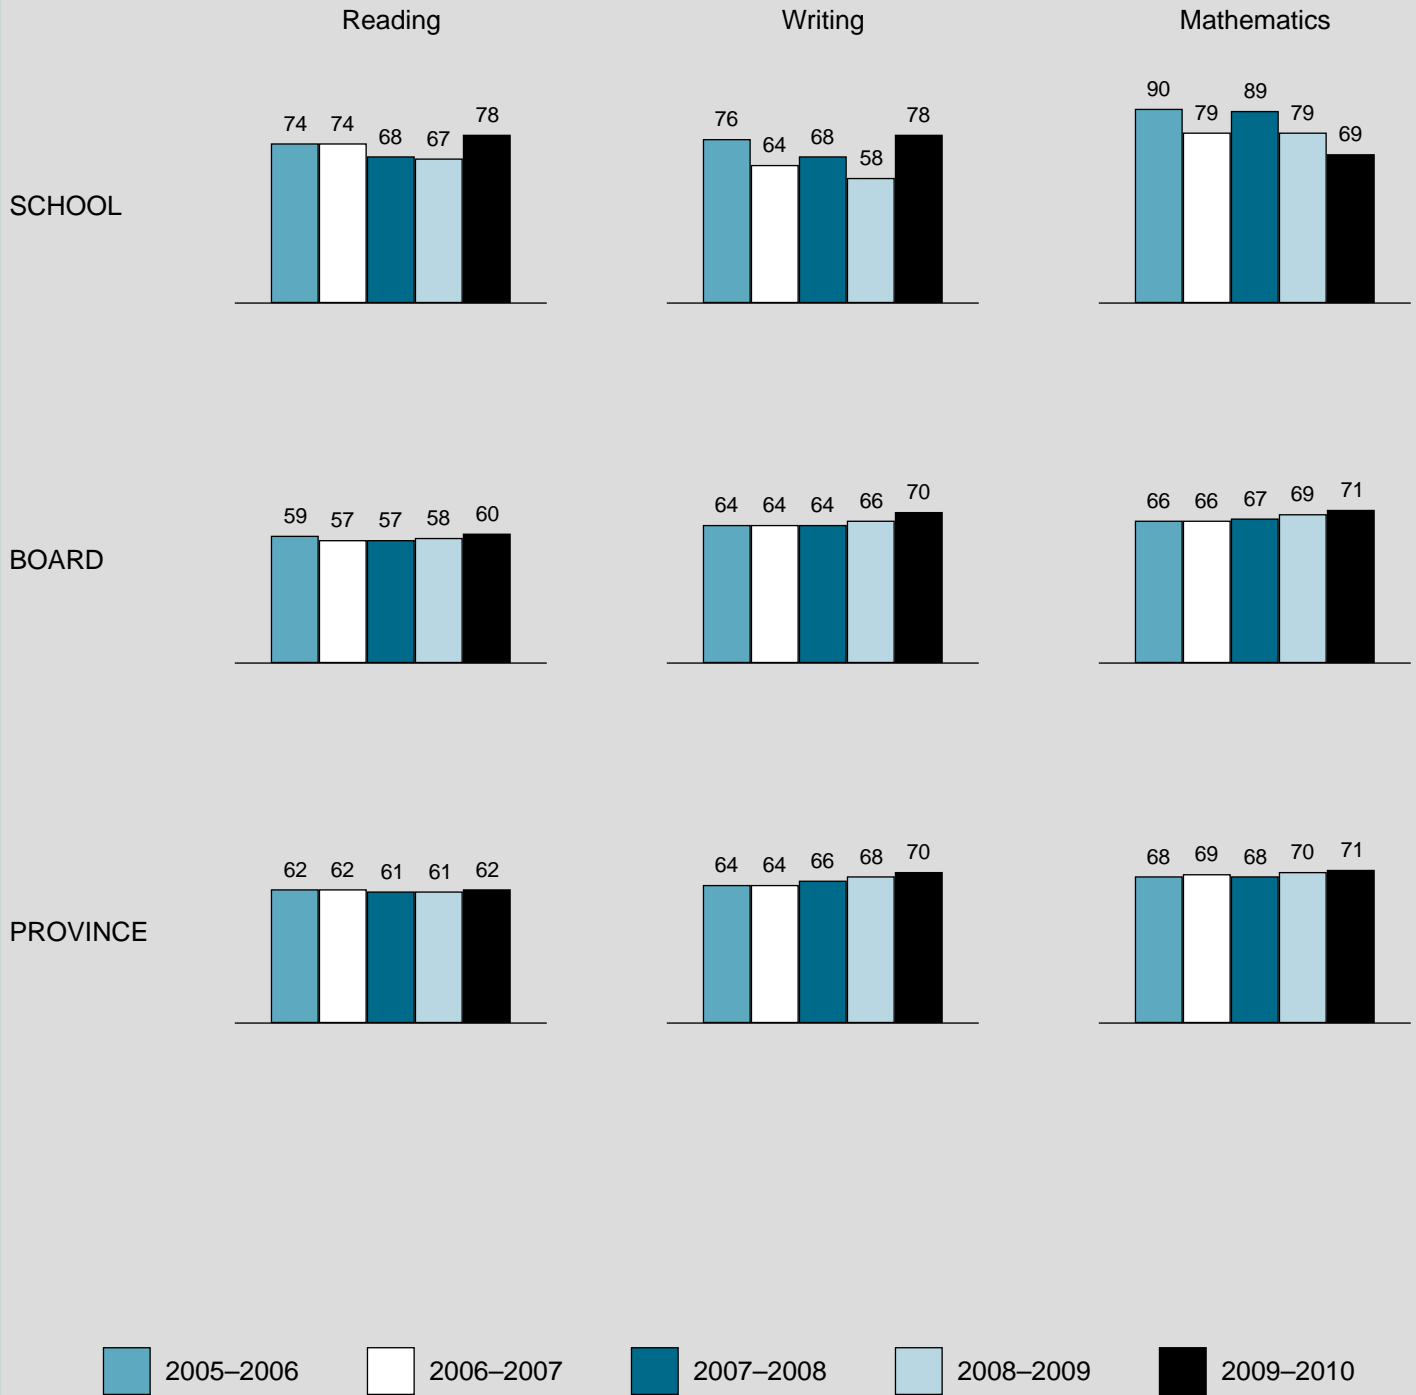 Reading Writing Mathematics
74 74 68 67 78
76 64 68 58 78
90 79 89 79 69
SCHOOL
59 57 57 58 60
64 64 64 66 70
66 66 67 69 71
BOARD
62 62 61 61 62
64 64 66 68 70
68 69 68 70 71
PROVINCE
2005–2006 2006–2007 2007–2008 2008–2009 2009–2010